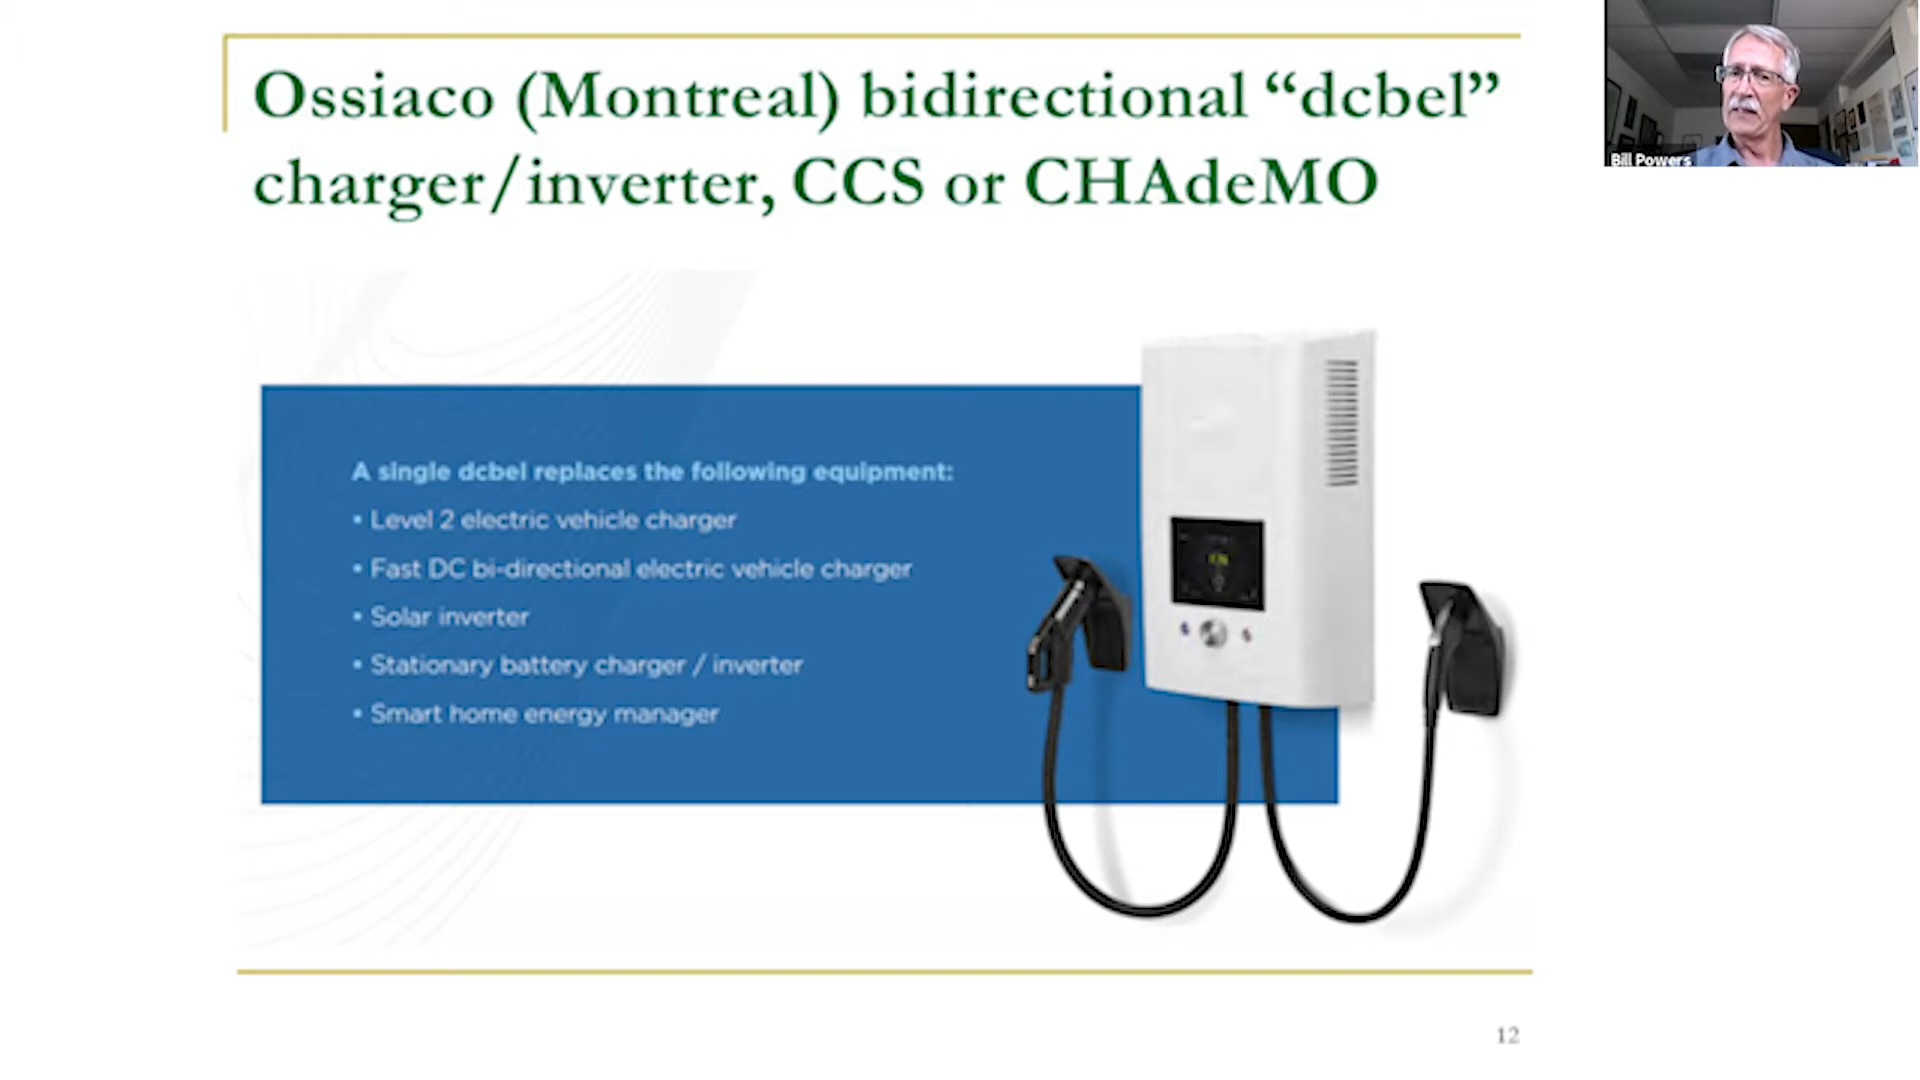 Ossiaco (Montreal) bidirectional “dcbel”
charger/inverter, CCS or CHAdeMO
Bill Powers
A single dcbel replaces the following equipment:
• Level 2 electric vehicle charger
• Fast DC bi-directional electric vehicle charger
• Solar inverter
• Stationary battery charger / inverter
• Smart home energy manager
12